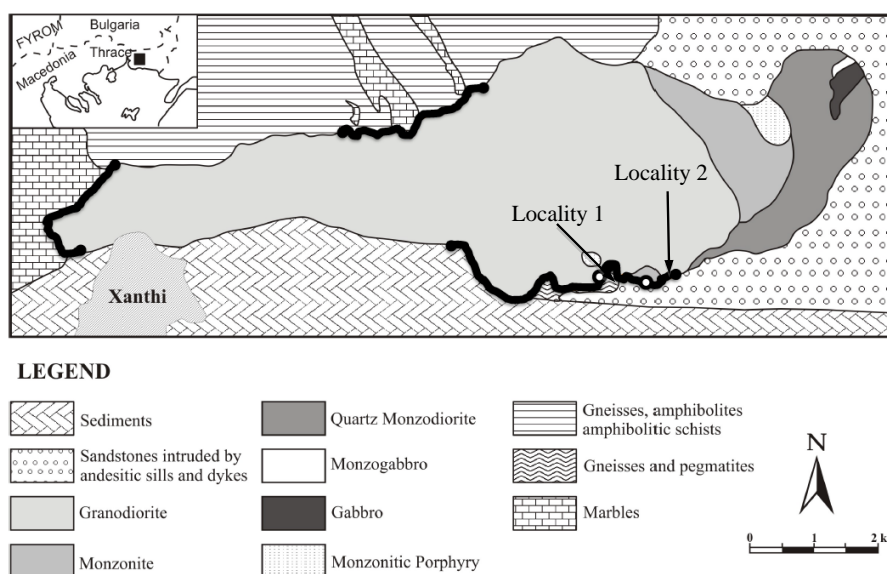 FYROM
Bulgaria
Thrace
Macedonia
Locality 2
Locality 1
Xanthi
LEGEND
Sediments
Sandstones intruded by
andesitic sills and dykes
Granodiorite
Monzonite
Quartz Monzodiorite
Monzogabbro
Gabbro
Monzonitic Porphyry
Gneisses, amphibolites
amphibolitic schists
Gneisses and pegmatites
Marbles
N
0 1 2 k